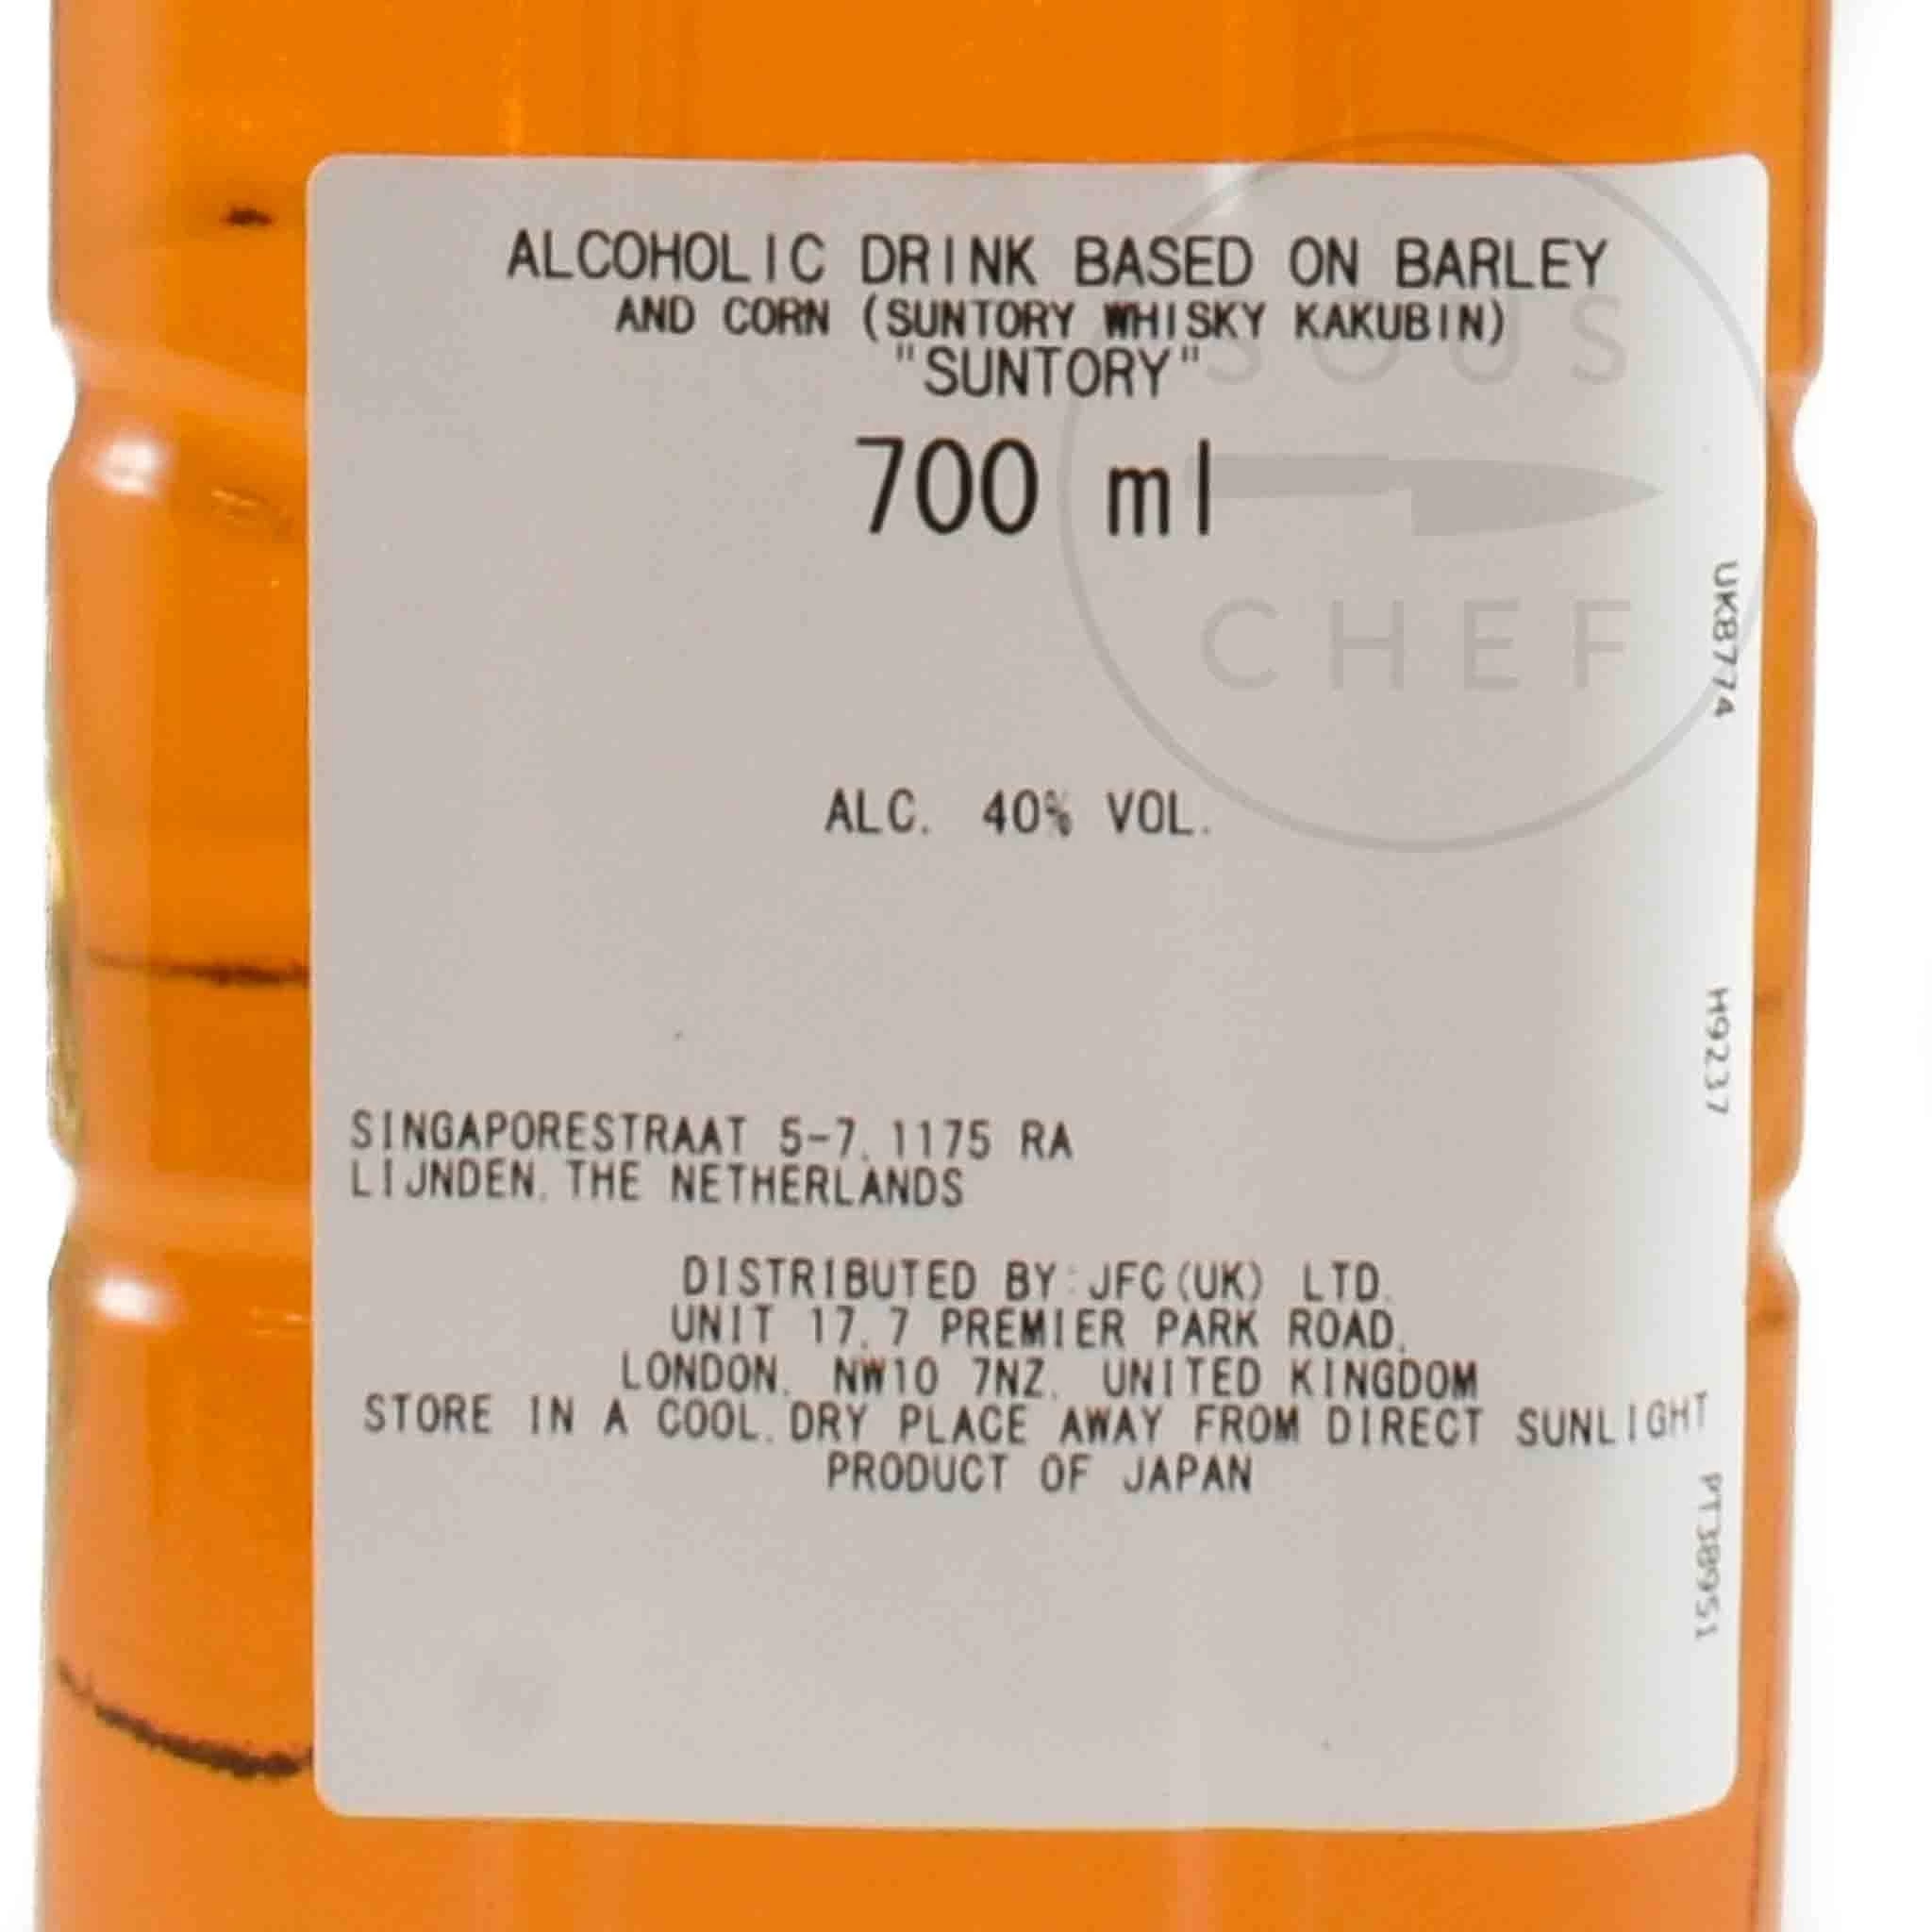 ALCOHOLIC DRINK BASED ON BARLEY
AND CORN (SUNTORY WHISKY KAKUBIN)
"SUNTORY"
700 ml
SOUS
CHEF
ALC. 40% VOL.
SINGAPORESTRAAT 5-7, 1175 RA
LIJNDEN, THE NETHERLANDS
DISTRIBUTED BY:JFC(UK) LTD.
UNIT 17, 7 PREMIER PARK ROAD,
LONDON, NW10 7NZ, UNITED KINGDOM
STORE IN A COOL, DRY PLACE AWAY FROM DIRECT SUNLIGHT
PRODUCT OF JAPAN
UK8774
H9237
PT38951